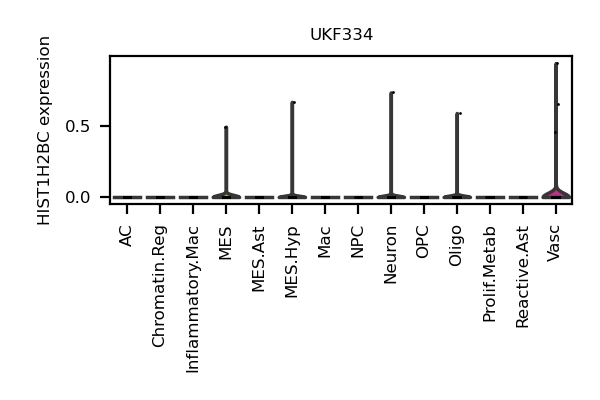 UKF334
HIST1H2BC expression
0.5
0.0
AC
Chromatin.Reg
Inflammatory.Mac
MES
MES.Ast
MES.Hyp
Mac
NPC
Neuron
OPC
Oligo
Prolif.Metab
Reactive.Ast
Vasc